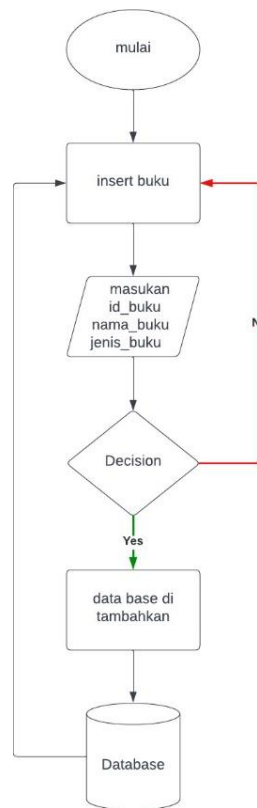 mulai
insert buku
masukan
id_buku
nama_buku
jenis_buku
Decision
Yes
data base di
tambahkan
Database